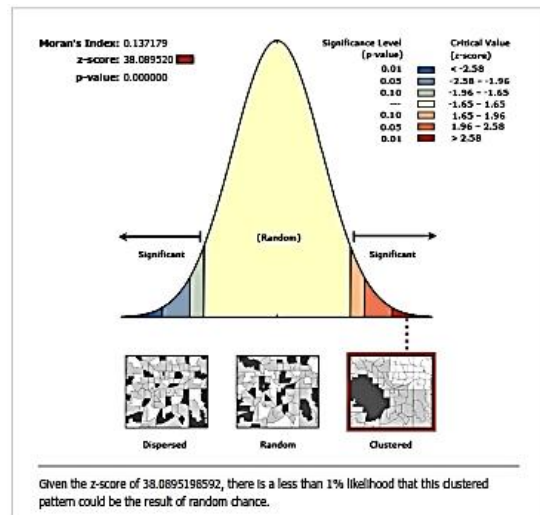 Moran's Index: 0.137179
z-score: 38.089520
p-value: 0.000000
Significance Level (p-value)
Critical Value (z-score)
0.01 < -2.58
0.05 -2.58 – -1.96
0.10 -1.96 – -1.65
--- -1.65 – 1.65
0.10 1.65 – 1.96
0.05 1.96 – 2.58
0.01 > 2.58
Significant
(Random)
Significant
Dispersed
Random
Clustered
Given the z-score of 38.0895198592, there is a less than 1% likelihood that this clustered
pattern could be the result of random chance.